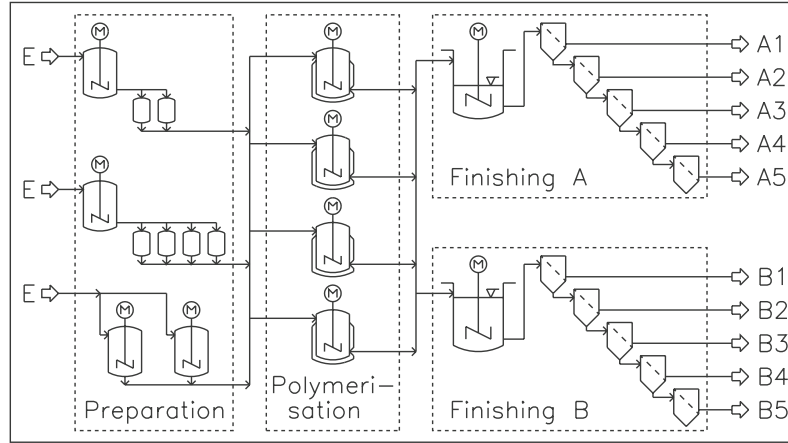 E
M
M
A1
A2
A3
A4
A5
Finishing A
E
M
M
M
E
M
M
M
Preparation
M
Polymeri-
sation
M
B1
B2
B3
B4
B5
Finishing B